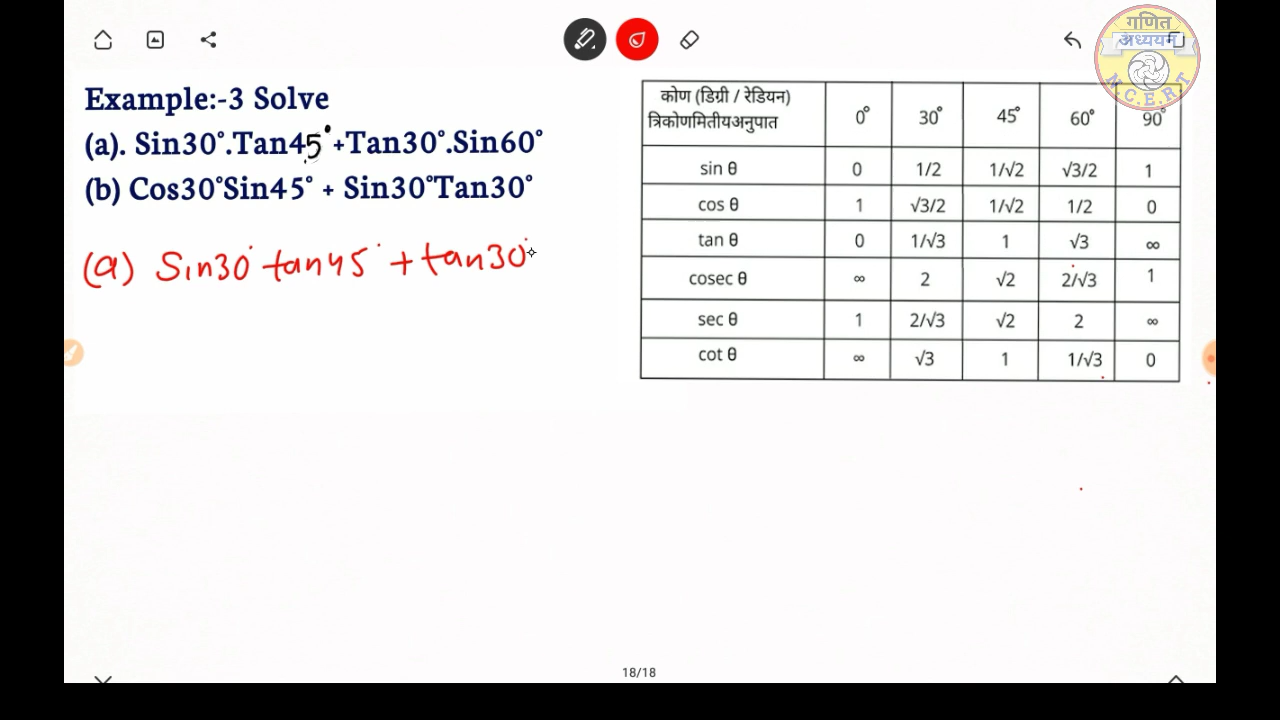 Example:-3 Solve
(a). Sin30°.Tan45°+Tan30°.Sin60°
(b) Cos30°Sin45° + Sin30°Tan30°
(a) Sin30° tan45° + tan30°
कोण (डिग्री / रेडियन) त्रिकोणमितीयअनुपात 0° 30° 45° 60° 90°
sin θ 0 1/2 1/√2 √3/2 1
cos θ 1 √3/2 1/√2 1/2 0
tan θ 0 1/√3 1 √3 ∞
cosec θ ∞ 2 √2 2/√3 1
sec θ 1 2/√3 √2 2 ∞
cot θ ∞ √3 1 1/√3 0
गणित
अध्ययन
N.C.E.R.T
18/18